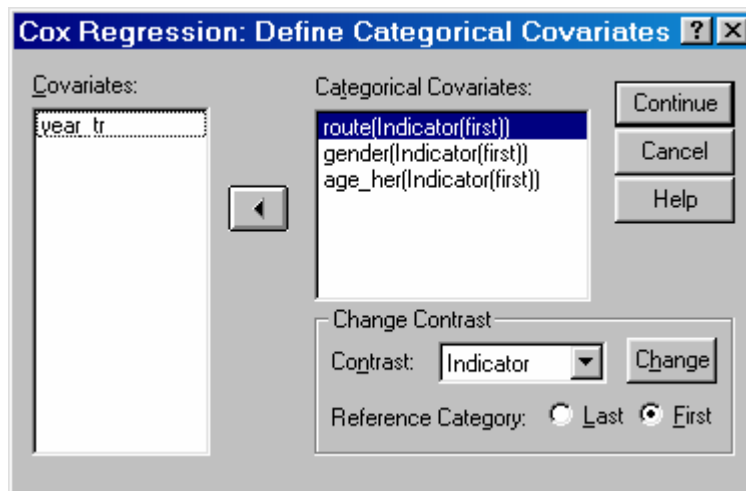 Cox Regression: Define Categorical Covariates ? ×
Covariates:
year_tr
Categorical Covariates:
route(Indicator(first))
gender(Indicator(first))
age_her(Indicator(first))
Continue
Cancel
Help
Change Contrast
Contrast: Indicator Change
Reference Category: Last First